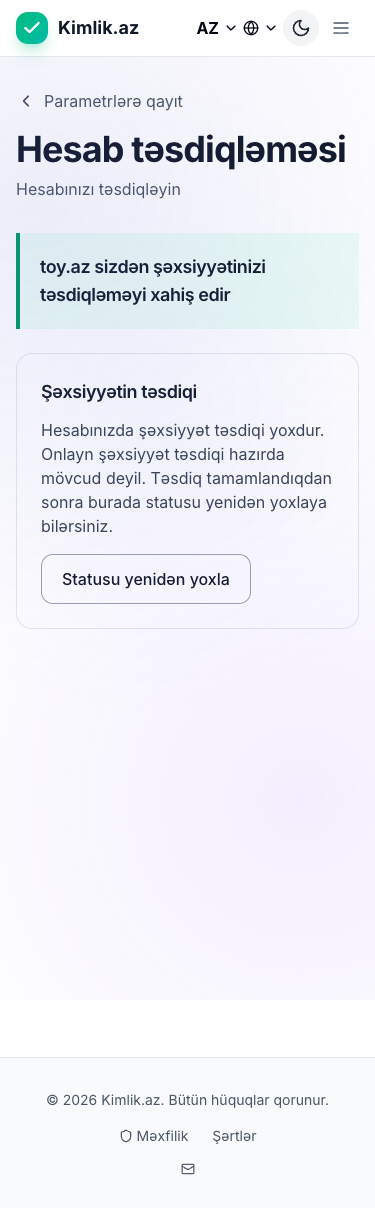 Kimlik.az
AZ
Parametrlərə qayıt
Hesab təsdiqləməsi
Hesabınızı təsdiqləyin
toy.az sizdən şəxsiyyətinizi
təsdiqləməyi xahiş edir
Şəxsiyyətin təsdiqi
Hesabınızda şəxsiyyət təsdiqi yoxdur.
Onlayn şəxsiyyət təsdiqi hazırda
mövcud deyil. Təsdiq tamamlandıqdan
sonra burada statusu yenidən yoxlaya
bilərsiniz.
Statusu yenidən yoxla
© 2026 Kimlik.az. Bütün hüquqlar qorunur.
Məxfilik
Şərtlər